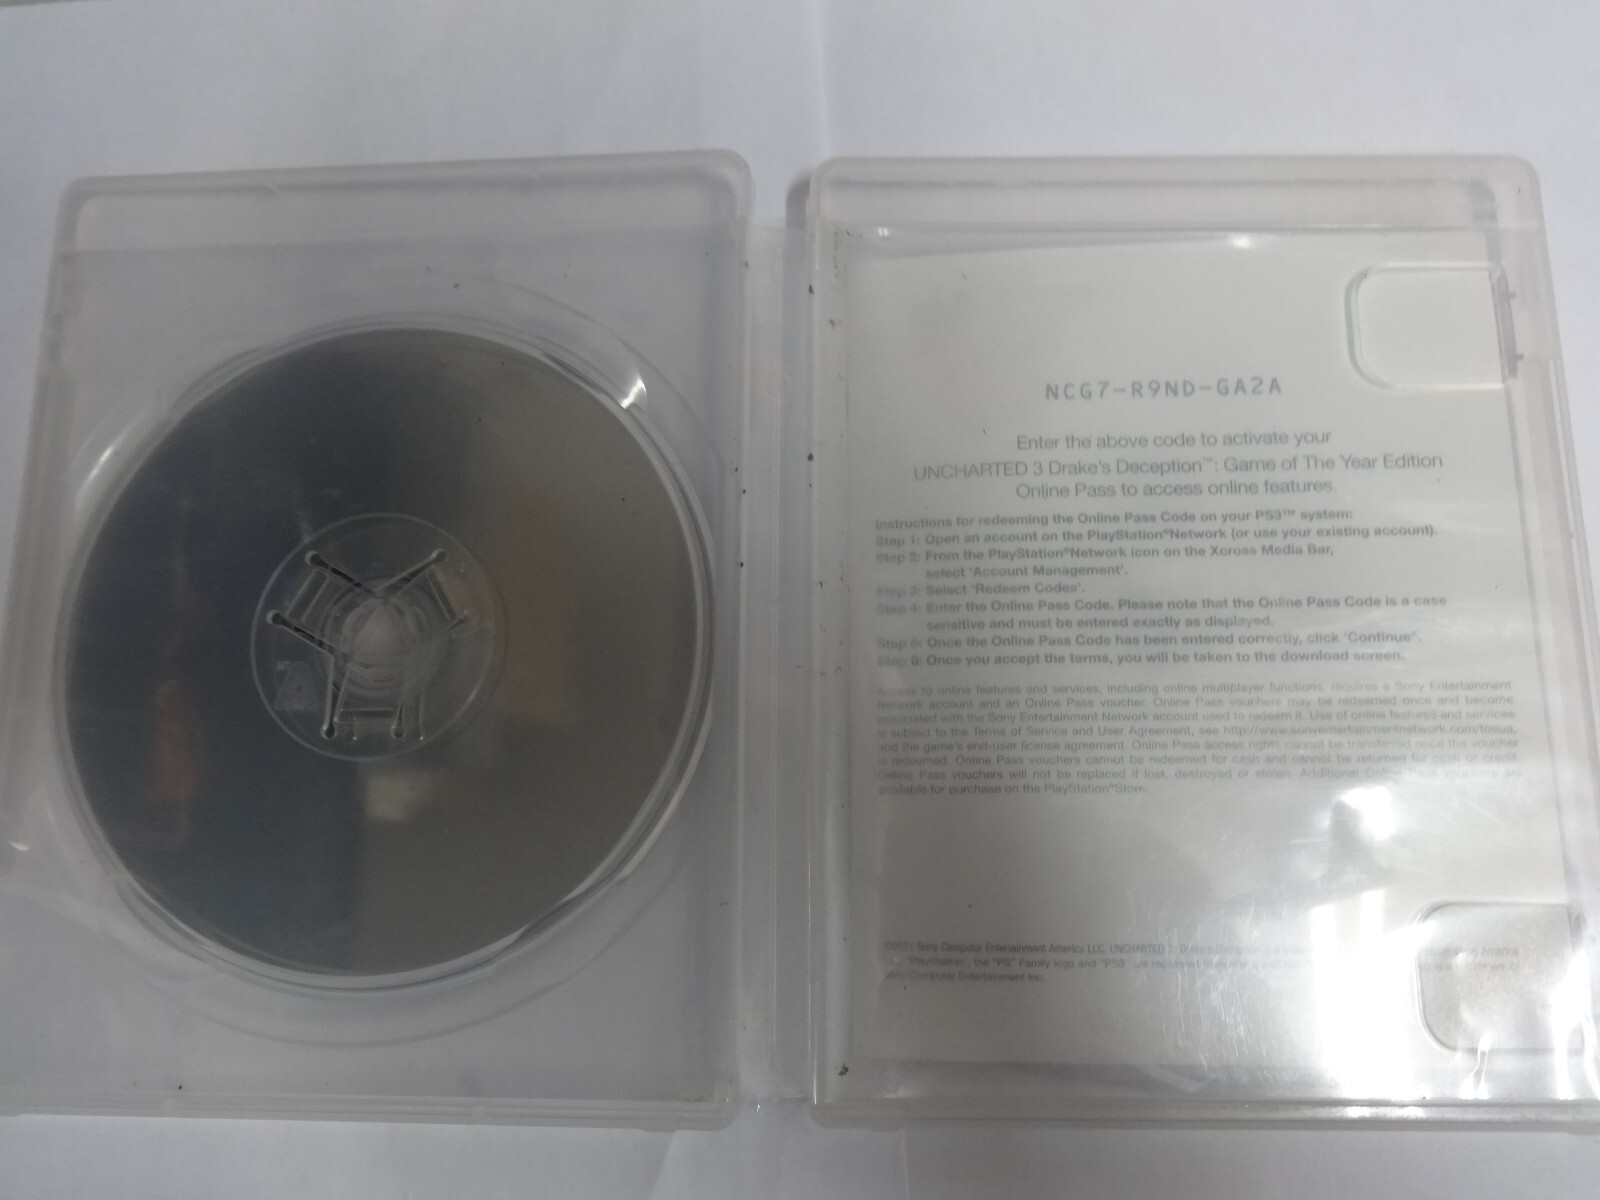 NCG7-R9ND-GA2A
Enter the above code to activate your
UNCHARTED 3 Drake's Deception™: Game of The Year Edition
Online Pass to access online features.
Instructions for redeeming the Online Pass Code on your PS3™ system:
Step 1: Open an account on the PlayStation®Network (or use your existing account).
Step 2: From the PlayStation®Network icon on the Xcross Media Bar,
select 'Account Management'.
Step 3: Select 'Redeem Codes'.
Step 4: Enter the Online Pass Code. Please note that the Online Pass Code is a case
sensitive and must be entered exactly as displayed.
Step 5: Once the Online Pass Code has been entered correctly, click 'Continue".
Step 6: Once you accept the terms, you will be taken to the download screen.
Access to online features and services, including online multiplayer functions, requires a Sony Entertainment
Network account and an Online Pass voucher. Online Pass vouchers may be redeemed once and become
associated with the Sony Entertainment Network account used to redeem it. Use of online features and services
is subject to the Terms of Service and User Agreement, see http://www.sonyentertainmentnetwork.com/tosua,
and the game's end-user license agreement. Online Pass access rights cannot be transferred once the voucher
is redeemed. Online Pass vouchers cannot be redeemed for cash and cannot be returned for cash or credit.
Online Pass vouchers will not be replaced if lost, destroyed or stolen. Additional Online Pass vouchers are
available for purchase on the PlayStation®Store.
©2011 Sony Computer Entertainment America LLC. UNCHARTED 3: Drake's Deception is a America
"PlayStation", the "PS" Family logo and "PS3" are registered
Sony Computer Entertainment Inc.